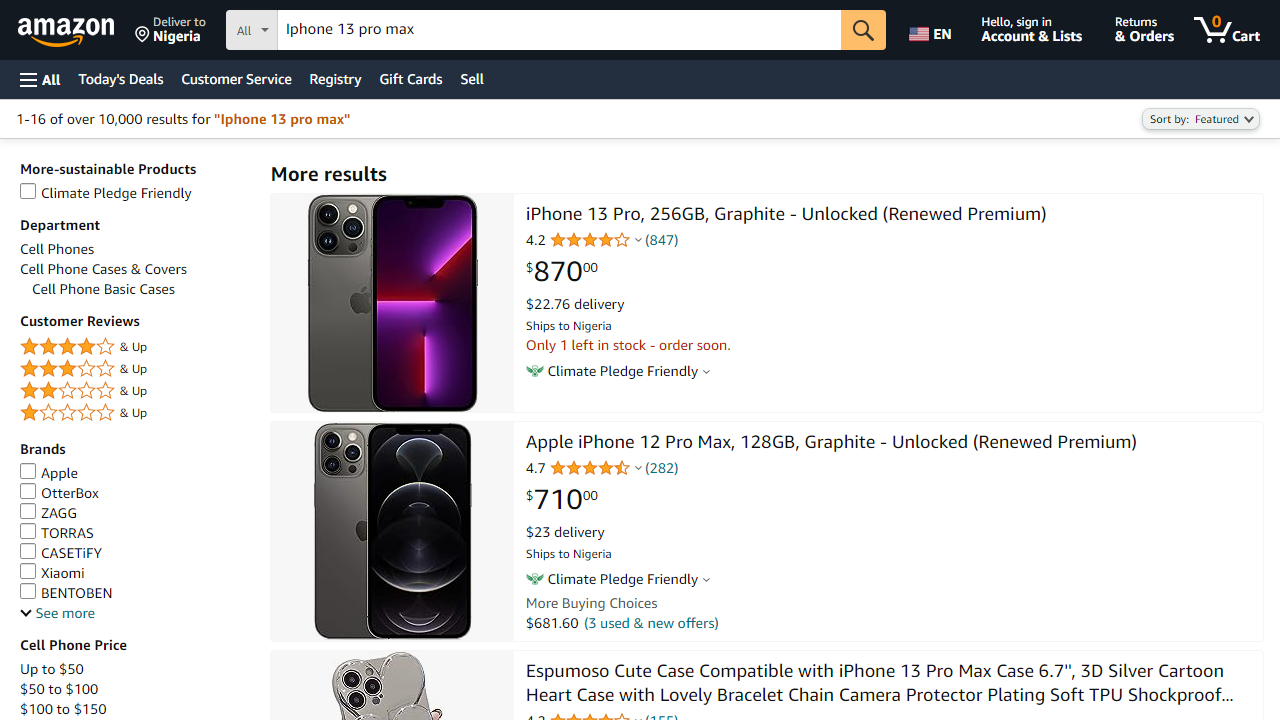 amazon
Deliver to
Nigeria
All
Iphone 13 pro max
EN
Hello, sign in
Account & Lists
Returns
& Orders
0
Cart
All
Today's Deals
Customer Service
Registry
Gift Cards
Sell
1-16 of over 10,000 results for "Iphone 13 pro max"
Sort by: Featured
More-sustainable Products
Climate Pledge Friendly
Department
Cell Phones
Cell Phone Cases & Covers
Cell Phone Basic Cases
Customer Reviews
& Up
& Up
& Up
& Up
Brands
Apple
OtterBox
ZAGG
TORRAS
CASETiFY
Xiaomi
BENTOBEN
See more
Cell Phone Price
Up to $50
$50 to $100
$100 to $150
More results
iPhone 13 Pro, 256GB, Graphite - Unlocked (Renewed Premium)
4.2 (847)
$87000
$22.76 delivery
Ships to Nigeria
Only 1 left in stock - order soon.
Climate Pledge Friendly
Apple iPhone 12 Pro Max, 128GB, Graphite - Unlocked (Renewed Premium)
4.7 (282)
$71000
$23 delivery
Ships to Nigeria
Climate Pledge Friendly
More Buying Choices
$681.60 (3 used & new offers)
Espumoso Cute Case Compatible with iPhone 13 Pro Max Case 6.7", 3D Silver Cartoon
Heart Case with Lovely Bracelet Chain Camera Protector Plating Soft TPU Shockproof...
4.2 (155)